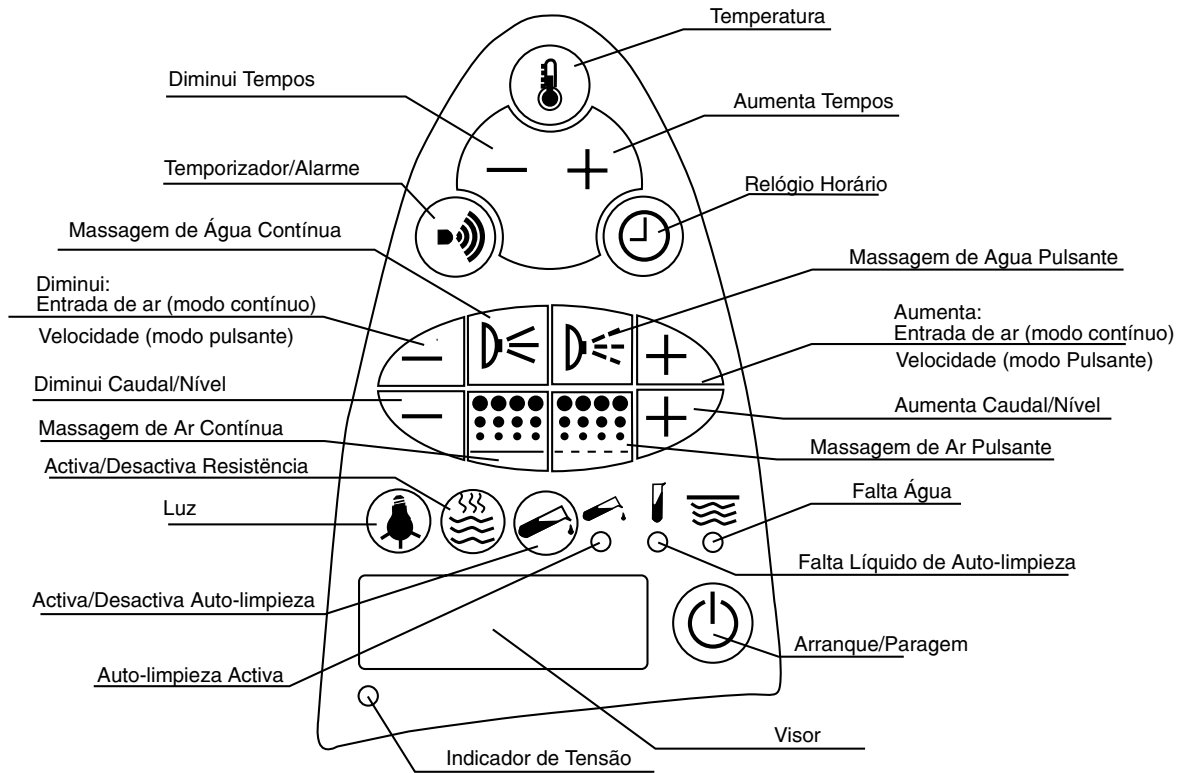 Temperatura
Diminui Tempos
Aumenta Tempos
Temporizador/Alarme
Relógio Horário
Massagem de Água Contínua
Massagem de Agua Pulsante
Diminui:
Entrada de ar (modo contínuo)
Velocidade (modo pulsante)
Aumenta:
Entrada de ar (modo contínuo)
Velocidade (modo Pulsante)
Diminui Caudal/Nível
Aumenta Caudal/Nível
Massagem de Ar Contínua
Massagem de Ar Pulsante
Activa/Desactiva Resistëncia
Falta Água
Luz
Falta Líquido de Auto-limpieza
Activa/Desactiva Auto-limpieza
Arranque/Paragem
Auto-limpieza Activa
Visor
Indicador de Tensão